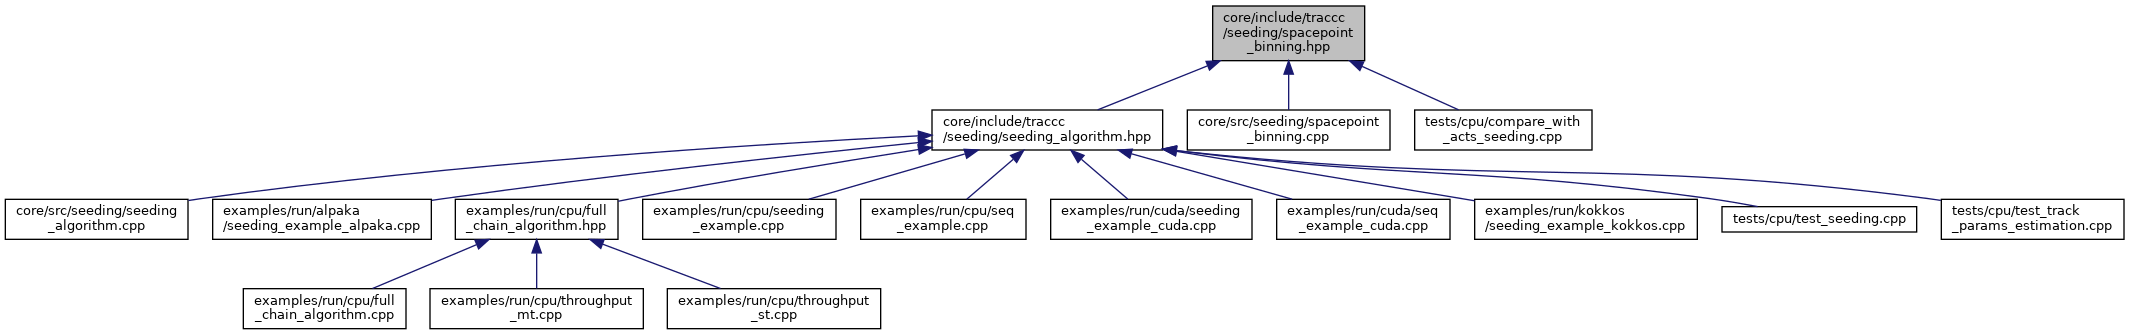 core/include/traccc
/seeding/spacepoint
_binning.hpp
core/include/traccc
/seeding/seeding_algorithm.hpp
core/src/seeding/spacepoint
_binning.cpp
tests/cpu/compare_with
_acts_seeding.cpp
core/src/seeding/seeding
_algorithm.cpp
examples/run/alpaka
/seeding_example_alpaka.cpp
examples/run/cpu/full
_chain_algorithm.hpp
examples/run/cpu/seeding
_example.cpp
examples/run/cpu/seq
_example.cpp
examples/run/cuda/seeding
_example_cuda.cpp
examples/run/cuda/seq
_example_cuda.cpp
examples/run/kokkos
/seeding_example_kokkos.cpp
tests/cpu/test_seeding.cpp
tests/cpu/test_track
_params_estimation.cpp
examples/run/cpu/full
_chain_algorithm.cpp
examples/run/cpu/throughput
_mt.cpp
examples/run/cpu/throughput
_st.cpp